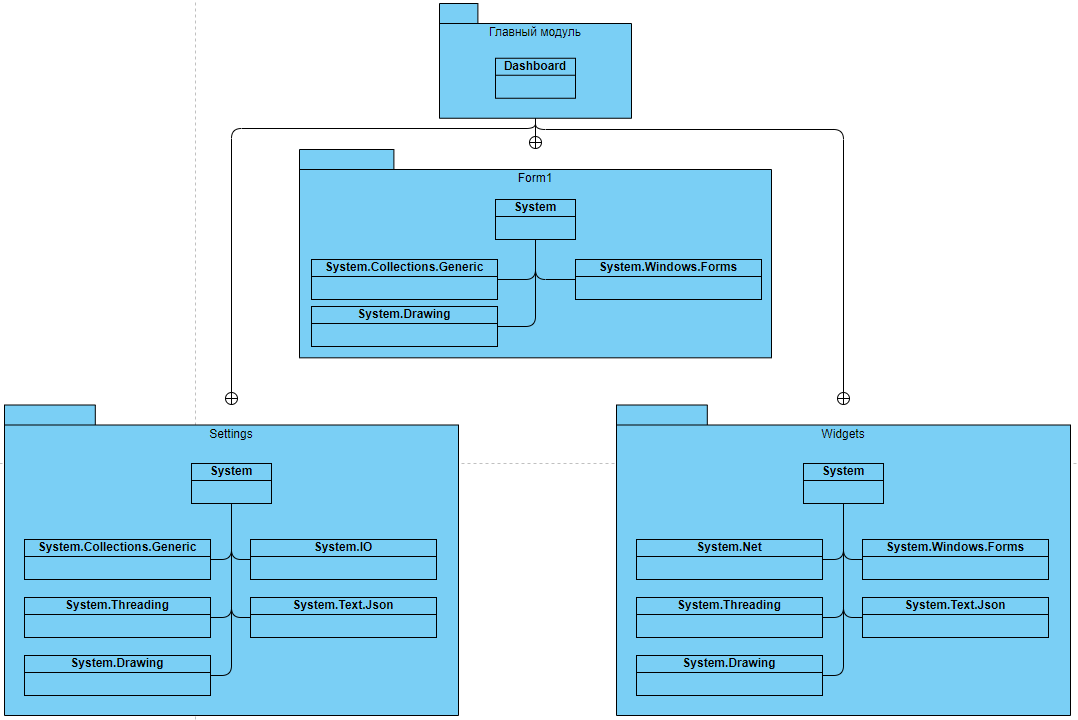 Главный модуль
Dashboard
Form1
System
System.Collections.Generic
System.Windows.Forms
System.Drawing
Settings
System
System.Collections.Generic
System.IO
System.Threading
System.Text.Json
System.Drawing
Widgets
System
System.Net
System.Windows.Forms
System.Threading
System.Text.Json
System.Drawing